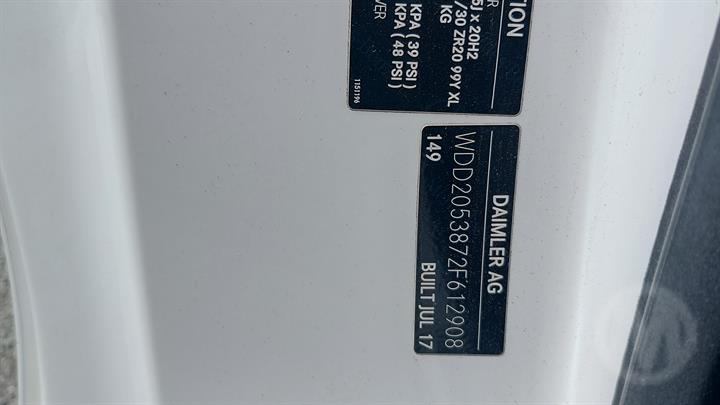 TION
R
5J x 20H2
/30 ZR20 99Y XL
KG
VER
KPA ( 39 PSI )
KPA ( 48 PSI )
1151196
DAIMLER AG
WDD2053872F612908
149 BUILT JUL 17